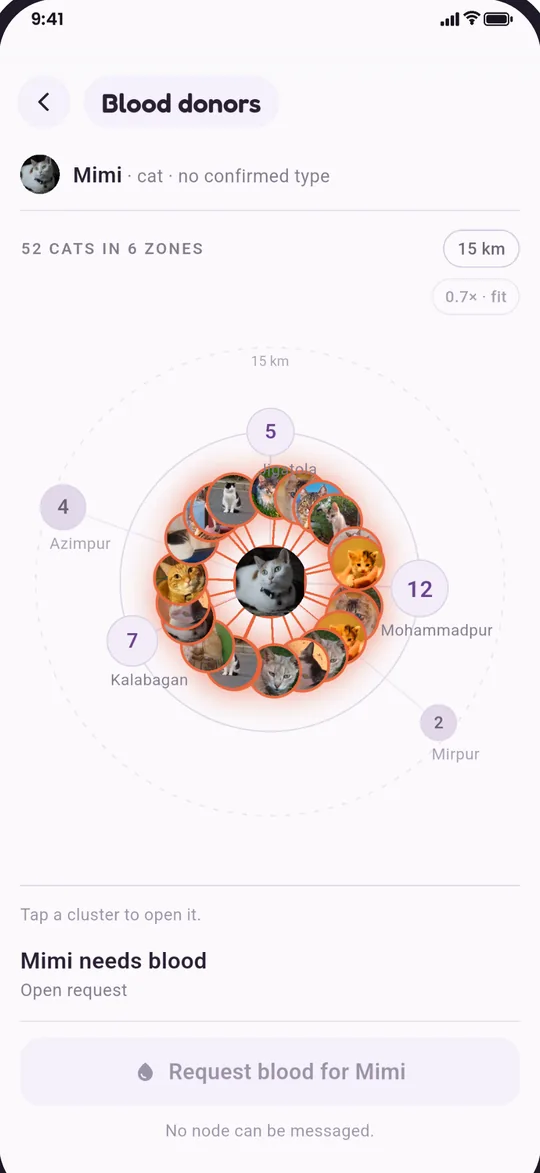 9:41
Blood donors
Mimi · cat · no confirmed type
52 CATS IN 6 ZONES
15 km
0.7× · fit
15 km
5
Jigatola
4
Azimpur
12
Mohammadpur
7
Kalabagan
2
Mirpur
Tap a cluster to open it.
Mimi needs blood
Open request
Request blood for Mimi
No node can be messaged.